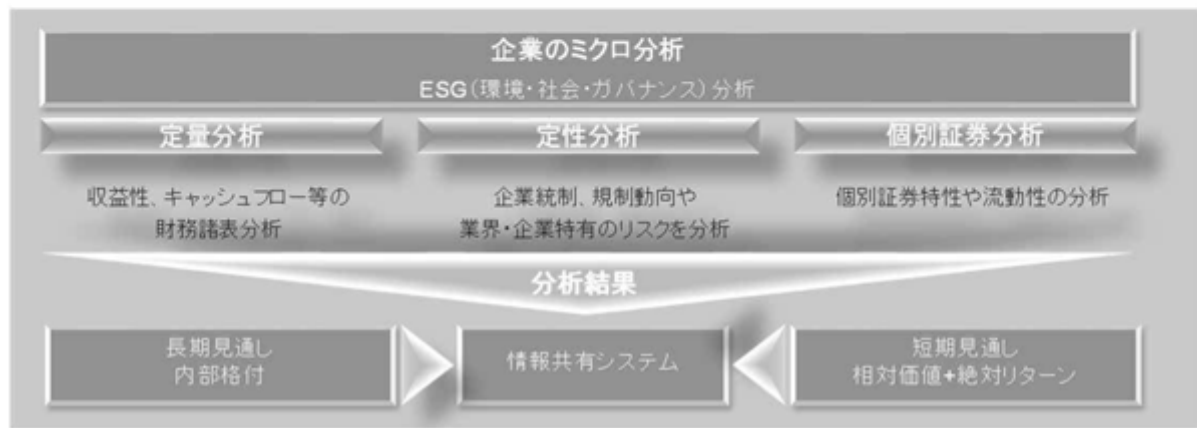 企業のミクロ分析
ESG(環境・社会・ガバナンス)分析
定量分析
収益性、キャッシュフロー等の
財務諸表分析
定性分析
企業統制、規制動向や
業界・企業特有のリスクを分析
個別証券分析
個別証券特性や流動性の分析
分析結果
長期見通し
内部格付
情報共有システム
短期見通し
相対価値+絶対リターン